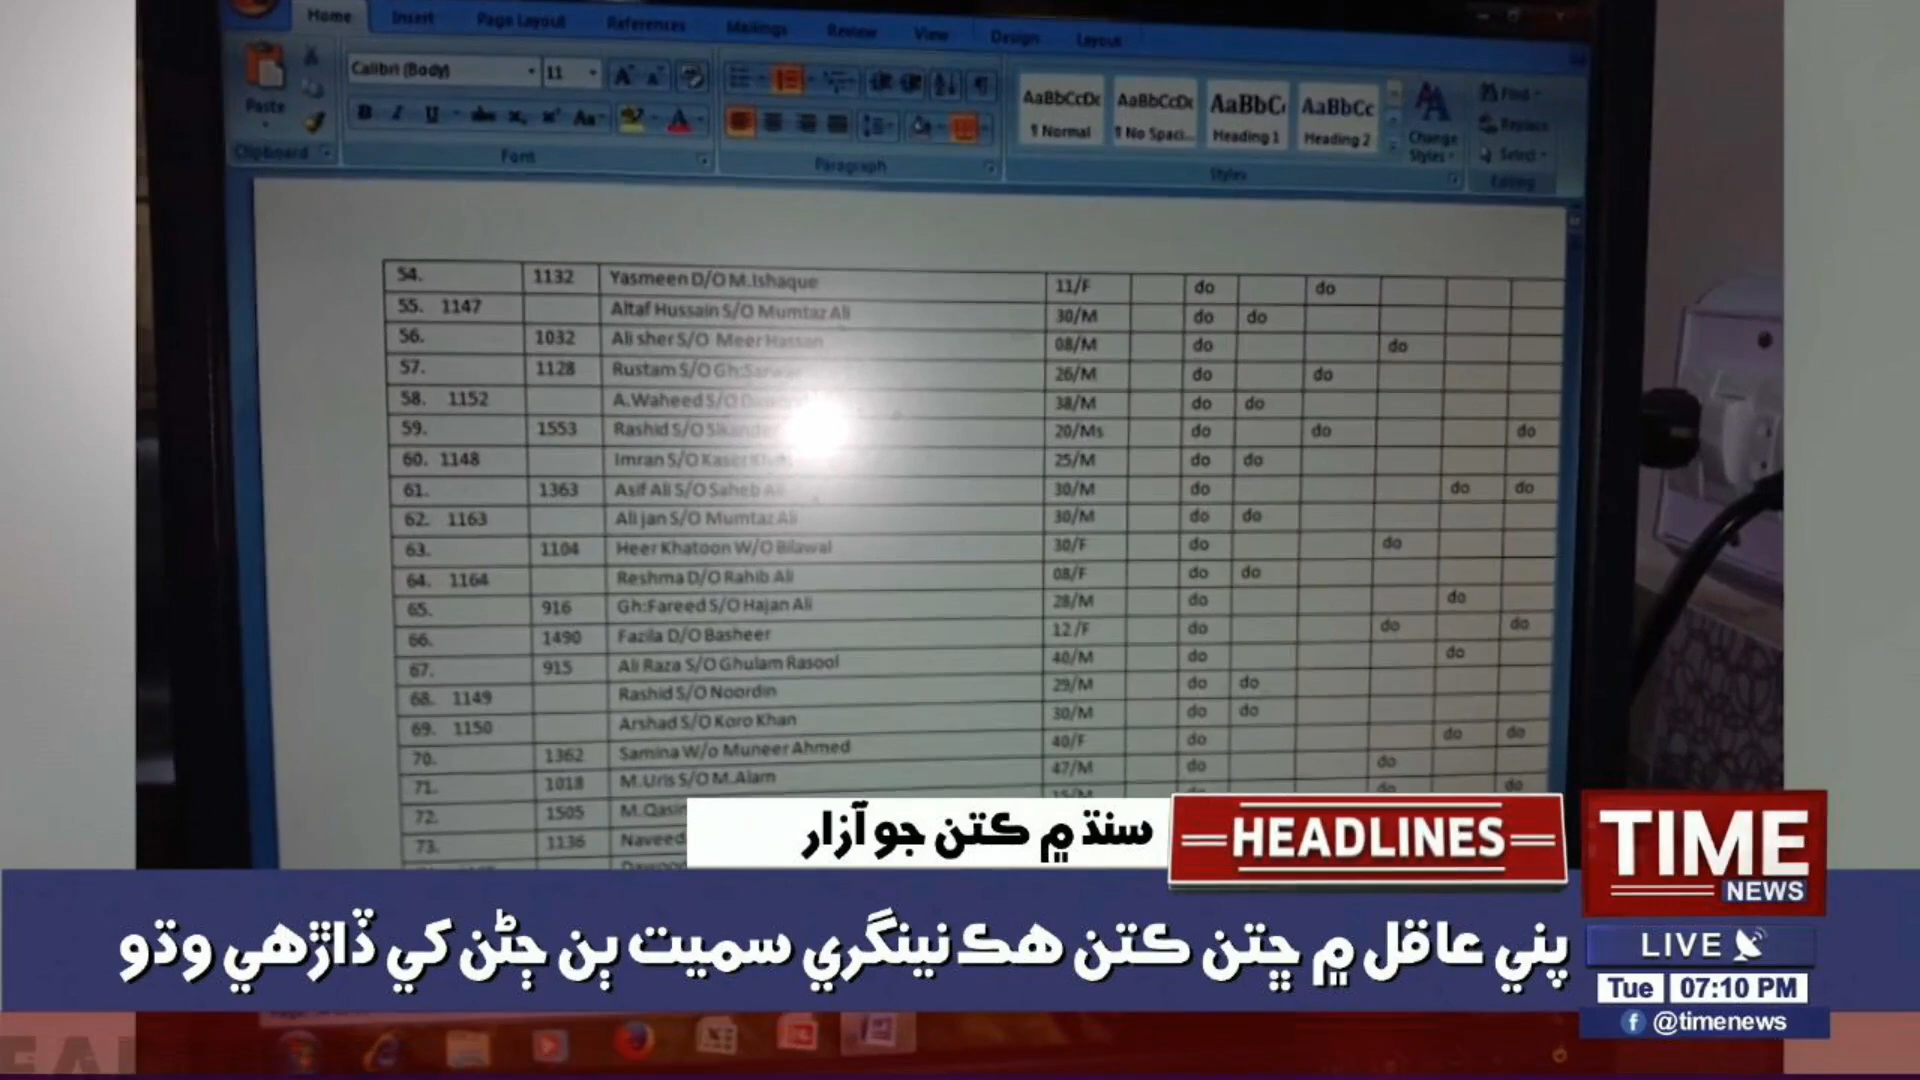 Home Insert Page Layout References Mailings Review View Design Layout
Calibri (Body) 11
Paste
AaBbCcDc AaBbCcDc AaBbC AaBbCc
¶ Normal ¶ No Spaci... Heading 1 Heading 2
Change Styles
Find
Replace
Select
Clipboard Font Paragraph Styles Editing
54. 1132 Yasmeen D/O M.Ishaque 11/F do do
55. 1147 Altaf Hussain S/O Mumtaz Ali 30/M do do
56. 1032 Ali sher S/O Meer Hassan 08/M do do
57. 1128 Rustam S/O Gh: 26/M do do
58. 1152 A.Waheed S/O 38/M do do
59. 1553 Rashid S/O Sikander 20/Ms do do do
60. 1148 Imran S/O Kaser 25/M do do
61. 1363 Asif Ali S/O Saheb 30/M do do do
62. 1163 Ali jan S/O Mumtaz Ali 30/M do do
63. 1104 Heer Khatoon W/O Bilawal 30/F do do
64. 1164 Reshma D/O Rahib Ali 08/F do do
65. 916 Gh:Fareed S/O Hajan Ali 28/M do do
66. 1490 Fazila D/O Basheer 12/F do do do
67. 915 Ali Raza S/O Ghulam Rasool 40/M do do
68. 1149 Rashid S/O Noordin 29/M do do
69. 1150 Arshad S/O Koro Khan 30/M do do
70. 1362 Samina W/o Muneer Ahmed 40/F do do do
71. 1018 M.Uris S/O M.Alam 47/M do do
72. 1505 M.Qasim do do
73. 1136 Naveed
سنڌ ۾ ڪتن جو آزار
HEADLINES
TIME
NEWS
پني عاقل ۾ ڇتن ڪتن هڪ نينگري سميت ٻن ڄڻن کي ڏاڙهي وڌو
LIVE
Tue 07:10 PM
@timenews